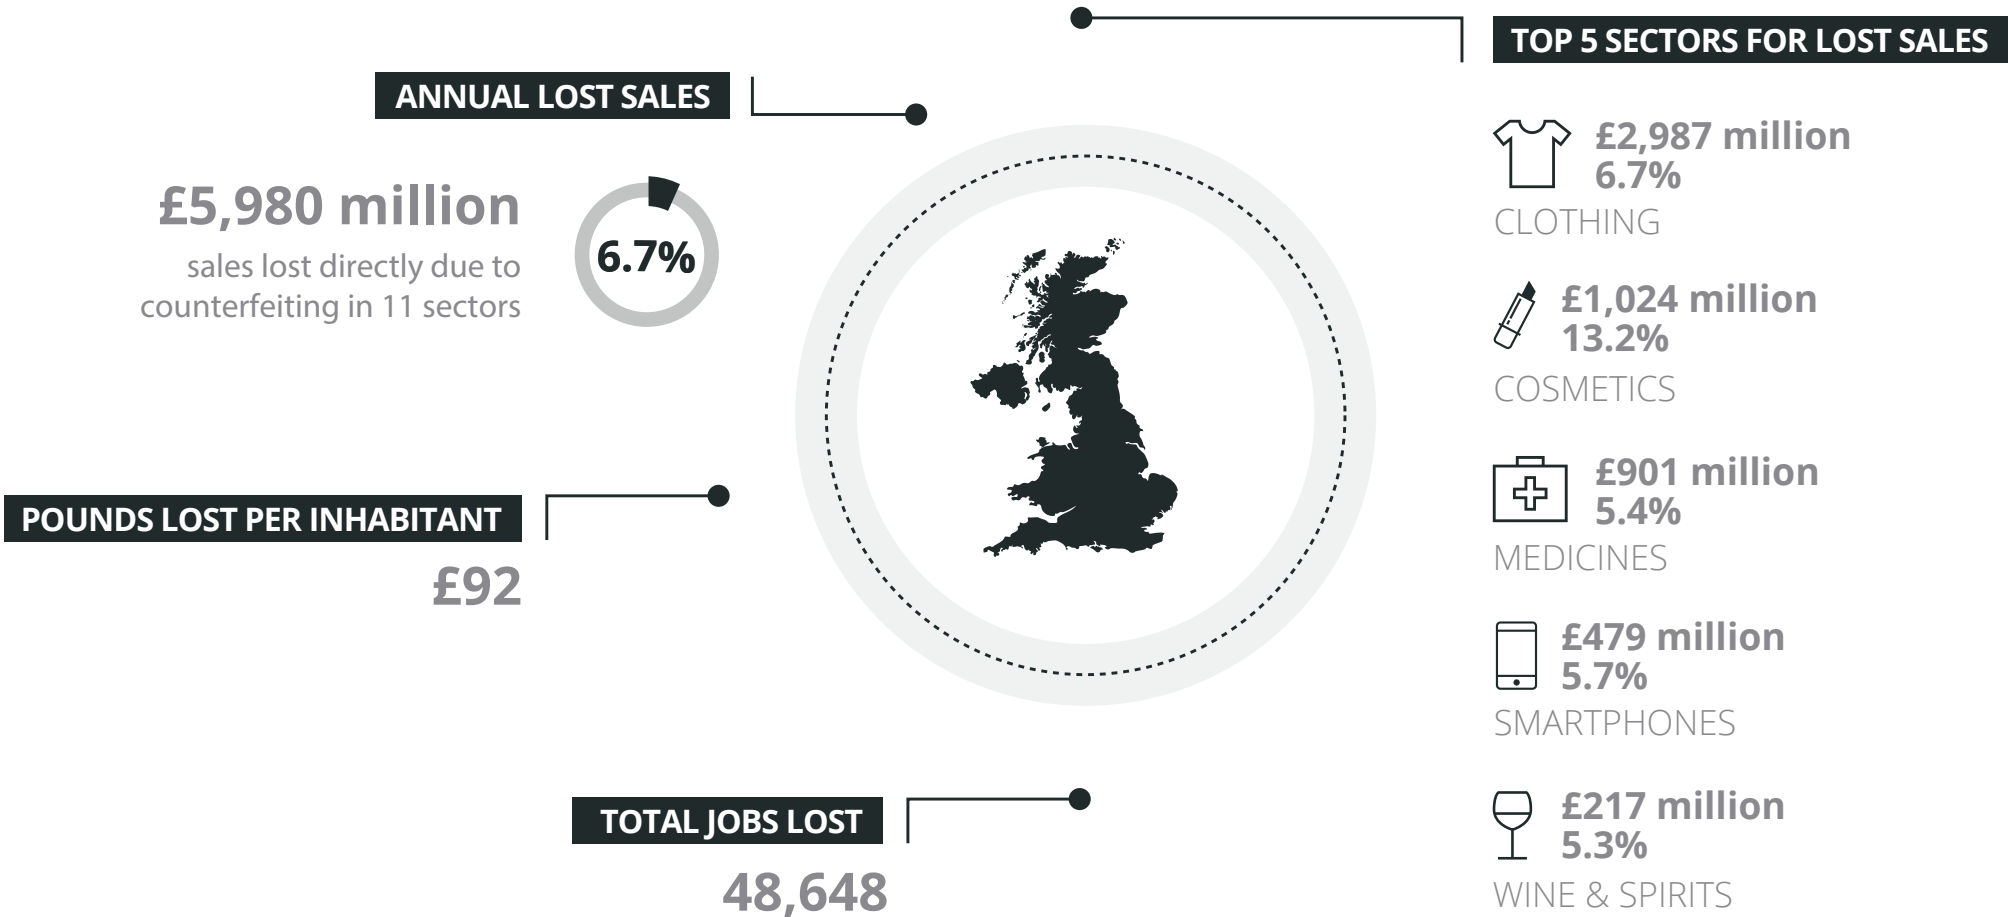 ANNUAL LOST SALES
£5,980 million
sales lost directly due to
counterfeiting in 11 sectors
6.7%
POUNDS LOST PER INHABITANT
£92
TOTAL JOBS LOST
48,648
TOP 5 SECTORS FOR LOST SALES
£2,987 million
6.7%
CLOTHING
£1,024 million
13.2%
COSMETICS
£901 million
5.4%
MEDICINES
£479 million
5.7%
SMARTPHONES
£217 million
5.3%
WINE & SPIRITS